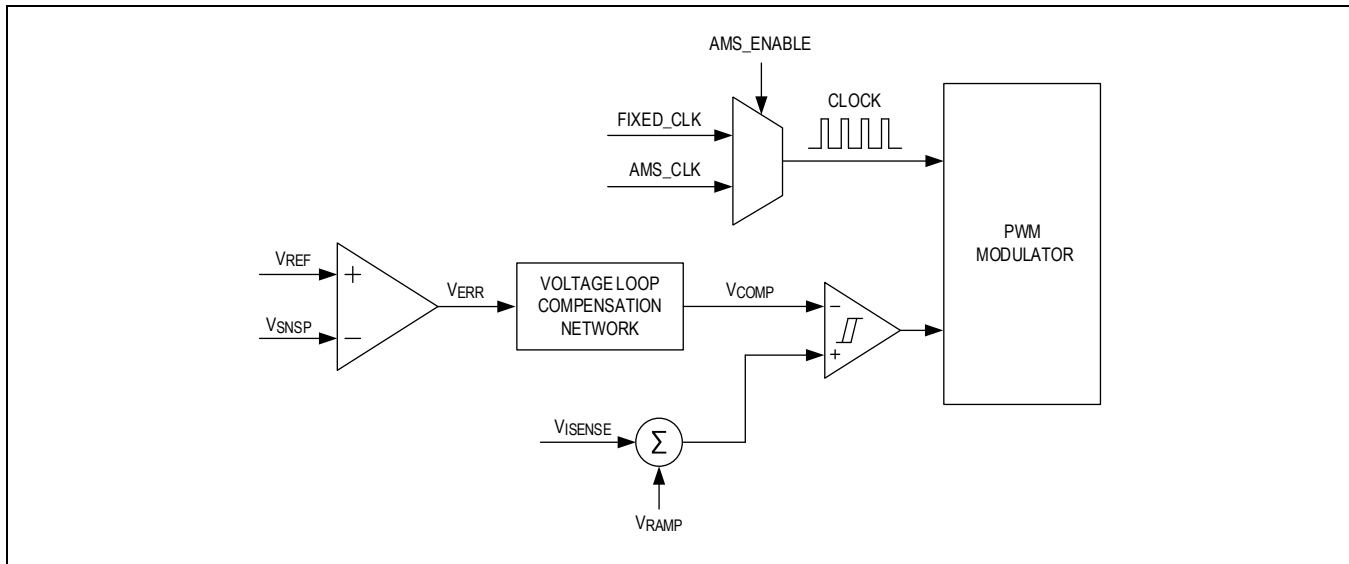 AMS_ENABLE
FIXED_CLK
CLOCK
AMS_CLK
PWM
MODULATOR
VREF
+
VSNSP
−
VERR
VOLTAGE LOOP
COMPENSATION
NETWORK
VCOMP
−
+
VISENSE
Σ
VRAMP